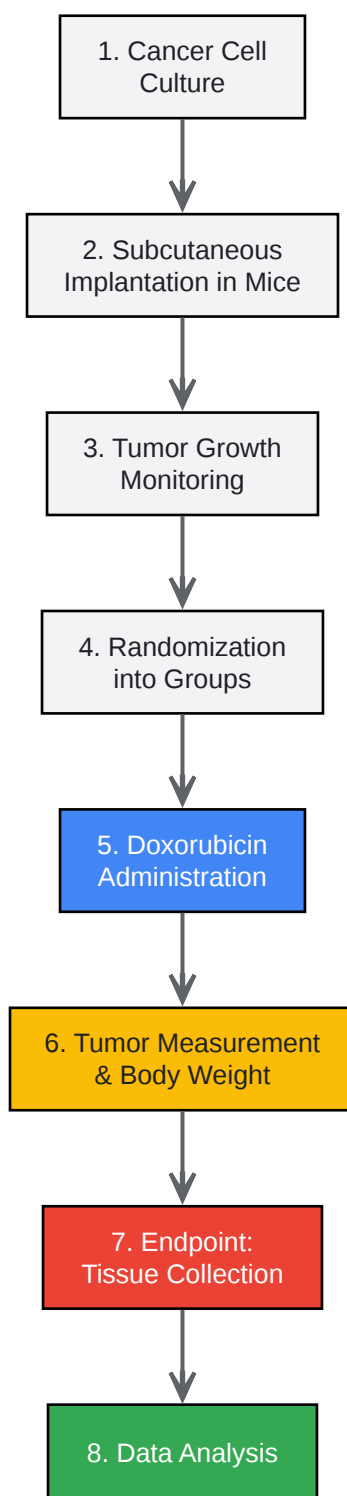 1. Cancer Cell
Culture
2. Subcutaneous
Implantation in Mice
3. Tumor Growth
Monitoring
4. Randomization
into Groups
5. Doxorubicin
Administration
6. Tumor Measurement
& Body Weight
7. Endpoint:
Tissue Collection
8. Data Analysis